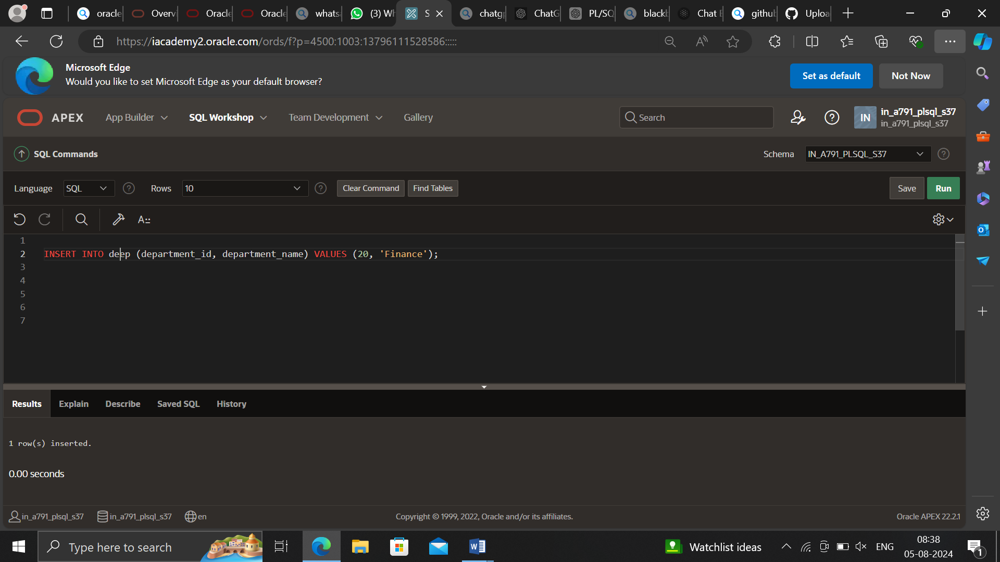 oracle
Overvi
Oracle
Oracle
whats
(3) Wh
S
chatg
ChatG
PL/SQ
black
Chat
githu
Uploa
https://iacademy2.oracle.com/ords/f?p=4500:1003:13796111528586:::::
Microsoft Edge
Would you like to set Microsoft Edge as your default browser?
Set as default
Not Now
APEX
App Builder
SQL Workshop
Team Development
Gallery
Search
IN
in_a791_plsql_s37
in_a791_plsql_s37
SQL Commands
Schema
IN_A791_PLSQL_S37
Language
SQL
Rows
10
Clear Command
Find Tables
Save
Run
A::
1
2 INSERT INTO deep (department_id, department_name) VALUES (20, 'Finance');
3
4
5
6
7
Results
Explain
Describe
Saved SQL
History
1 row(s) inserted.
0.00 seconds
in_a791_plsql_s37
in_a791_plsql_s37
en
Copyright © 1999, 2022, Oracle and/or its affiliates.
Oracle APEX 22.2.1
Type here to search
Watchlist ideas
ENG
08:38
05-08-2024
1